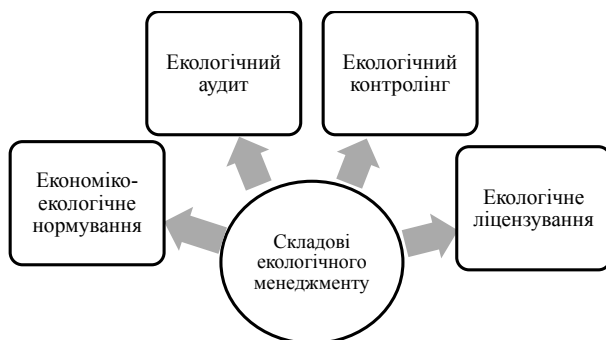 Екологічний
аудит
Екологічний
контролінг
Економіко-
екологічне
нормування
Екологічне
ліцензування
Складові
екологічного
менеджменту